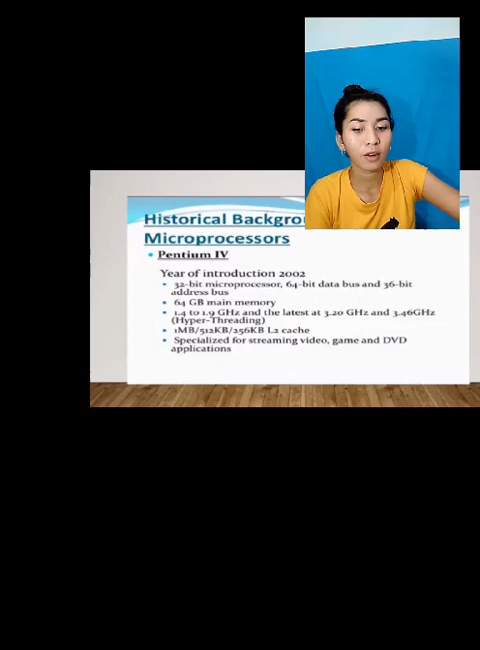 Historical Backgrou
Microprocessors
Pentium IV
Year of introduction 2002
32-bit microprocessor, 64-bit data bus and 36-bit
address bus
64 GB main memory
1.4 to 1.9 GHz and the latest at 3.20 GHz and 3.46GHz
(Hyper-Threading)
1MB/512KB/256KB L2 cache
Specialized for streaming video, game and DVD
applications